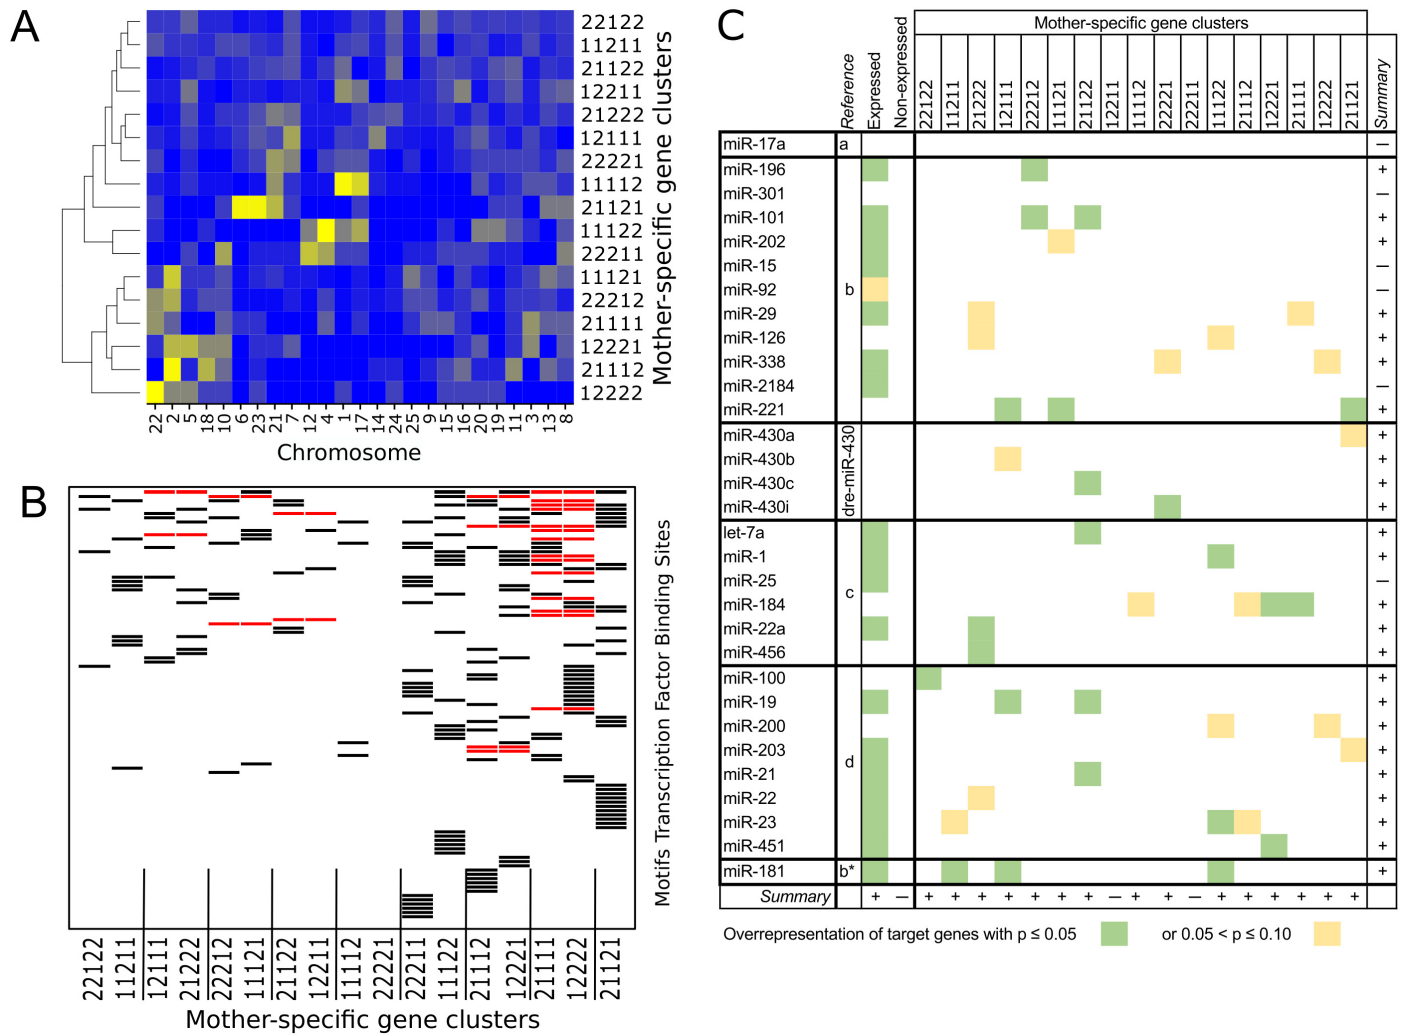 A
22122
11211
21122
12211
21222
12111
22221
11112
21121
11122
22211
11121
22212
21111
12221
21112
12222
Mother-specific gene clusters
22 2 5 18 10 6 23 21 7 12 4 1 17 14 24 25 9 15 16 20 19 11 3 13 8
Chromosome
B
Motifs Transcription Factor Binding Sites
22122 11211 12111 21222 22212 11121 21122 12211 11112 22221 22211 11122 21112 12221 21111 12222 21121
Mother-specific gene clusters
C
Mother-specific gene clusters
Reference Expressed Non-expressed 22122 11211 21222 12111 22212 11121 21122 12211 11112 22221 22211 11122 21112 12221 21111 12222 21121 Summary
miR-17a a –
miR-196 +
miR-301 –
miR-101 +
miR-202 +
miR-15 –
miR-92 b –
miR-29 +
miR-126 +
miR-338 +
miR-2184 –
miR-221 +
dre-miR-430
miR-430a +
miR-430b +
miR-430c +
miR-430i +
let-7a +
miR-1 +
miR-25 c –
miR-184 +
miR-22a +
miR-456 +
miR-100 +
miR-19 +
miR-200 +
miR-203 d +
miR-21 +
miR-22 +
miR-23 +
miR-451 +
miR-181 b* +
Summary + – + + + + + + + – + + – + + + + + +
Overrepresentation of target genes with p ≤ 0.05 or 0.05 < p ≤ 0.10